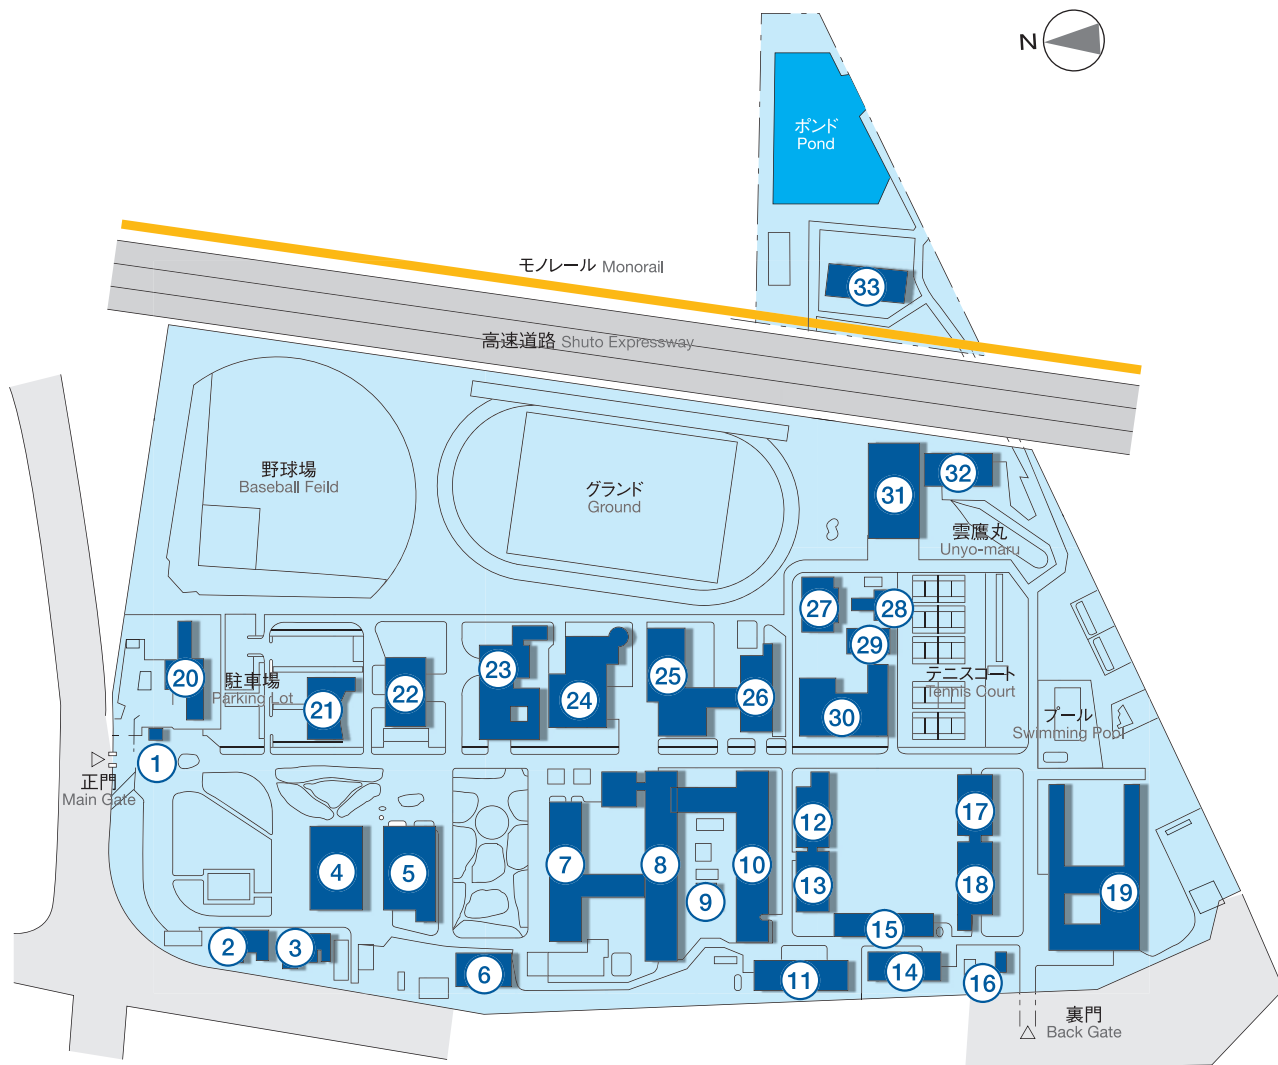 N
ポンド
Pond
33
モノレール Monorail
高速道路 Shuto Expressway
野球場
Baseball Feild
グランド
Ground
31
32
雲鷹丸
Unyo-maru
27
28
29
20
駐車場
Parking Lot
21
22
23
24
25
26
30
テニスコート
Tennis Court
プール
Swimming Pool
1
正門
Main Gate
4
5
7
8
9
10
12
13
17
18
19
2
3
6
11
15
14
16
裏門
Back Gate